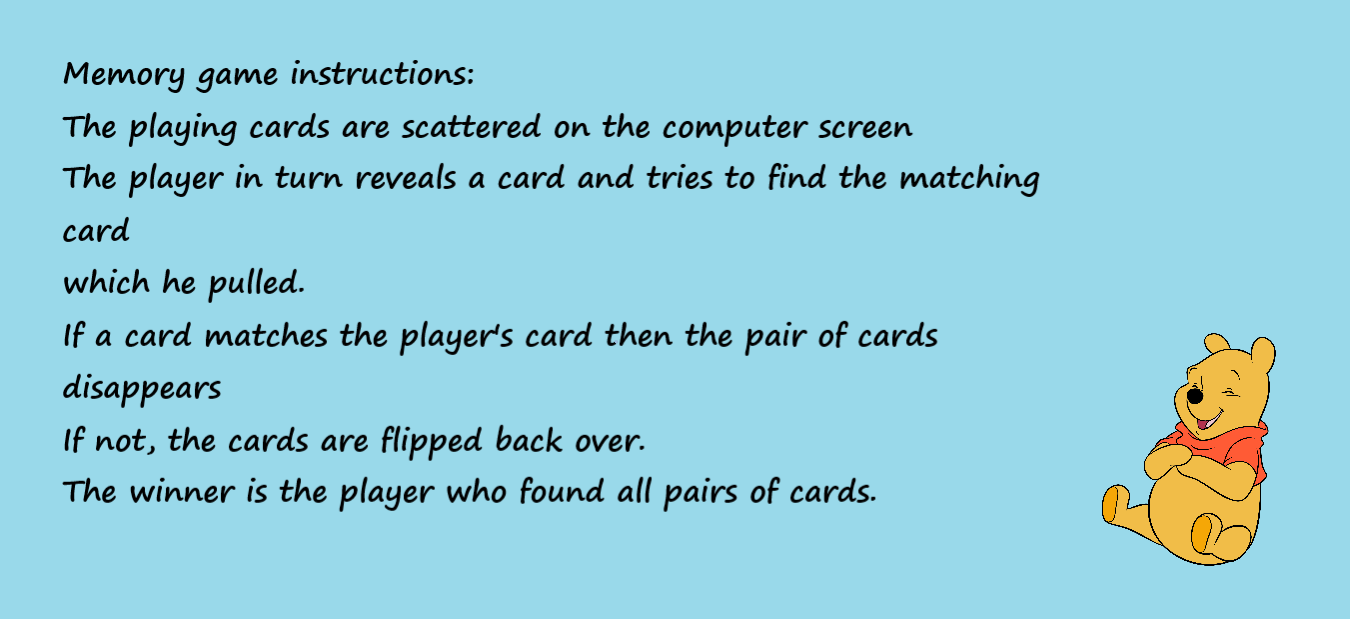 Memory game instructions:
The playing cards are scattered on the computer screen
The player in turn reveals a card and tries to find the matching
card
which he pulled.
If a card matches the player's card then the pair of cards
disappears
If not, the cards are flipped back over.
The winner is the player who found all pairs of cards.